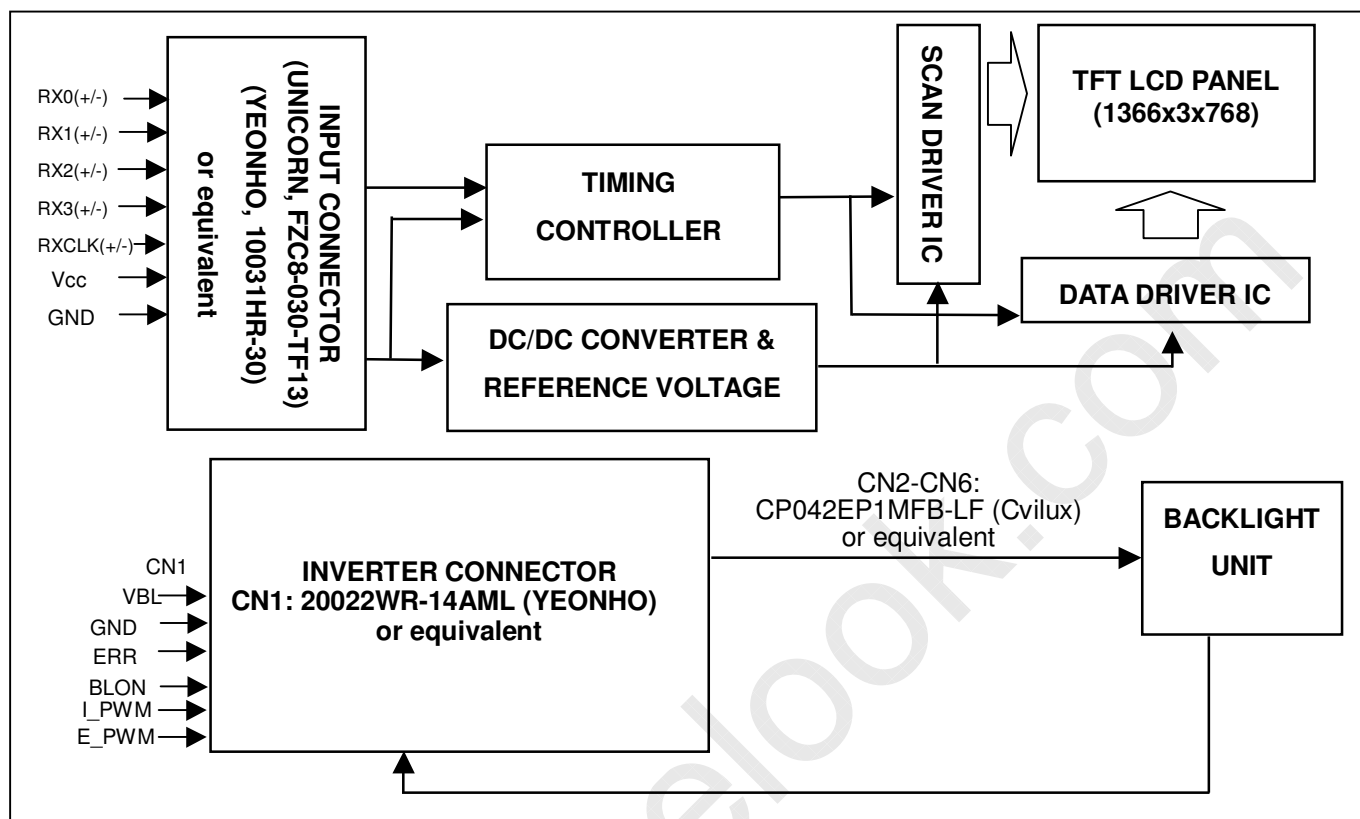 RX0(+/-)
RX1(+/-)
RX2(+/-)
RX3(+/-)
RXCLK(+/-)
Vcc
GND
INPUT CONNECTOR
(UNICORN, FZC8-030-TF13)
(YEONHO, 10031HR-30)
or equivalent
TIMING
CONTROLLER
DC/DC CONVERTER &
REFERENCE VOLTAGE
SCAN DRIVER IC
TFT LCD PANEL
(1366x3x768)
DATA DRIVER IC
CN1
VBL
GND
ERR
BLON
I_PWM
E_PWM
INVERTER CONNECTOR
CN1: 20022WR-14AML (YEONHO)
or equivalent
CN2-CN6:
CP042EP1MFB-LF (Cvilux)
or equivalent
BACKLIGHT
UNIT
elook.com